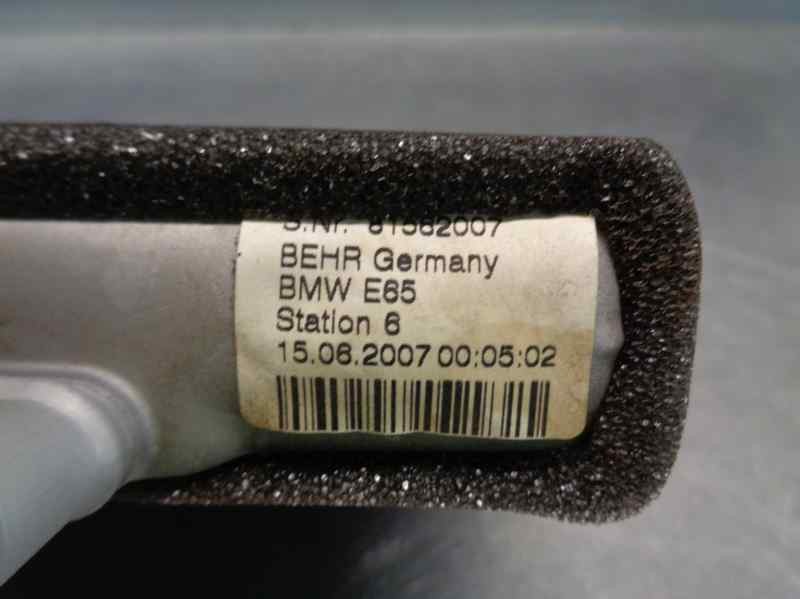 S.Nr. 81562007
BEHR Germany
BMW E65
Station 6
15.06.2007 00:05:02